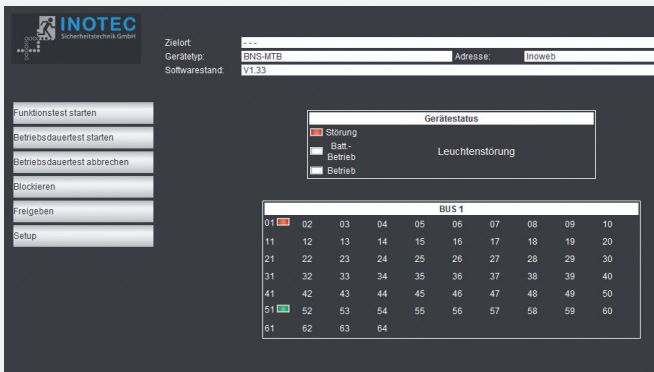 INOTEC
Sicherheitstechnik GmbH
Zielort: ---
Gerätetyp: BNS-MTB Adresse: Inoweb
Softwarestand: V1.33
Funktionstest starten
Betriebsdauertest starten
Betriebsdauertest abbrechen
Blockieren
Freigeben
Setup
Gerätestatus
Störung
Batt.-
Betrieb
Leuchtenstörung
Betrieb
BUS 1
01 02 03 04 05 06 07 08 09 10
11 12 13 14 15 16 17 18 19 20
21 22 23 24 25 26 27 28 29 30
31 32 33 34 35 36 37 38 39 40
41 42 43 44 45 46 47 48 49 50
51 52 53 54 55 56 57 58 59 60
61 62 63 64